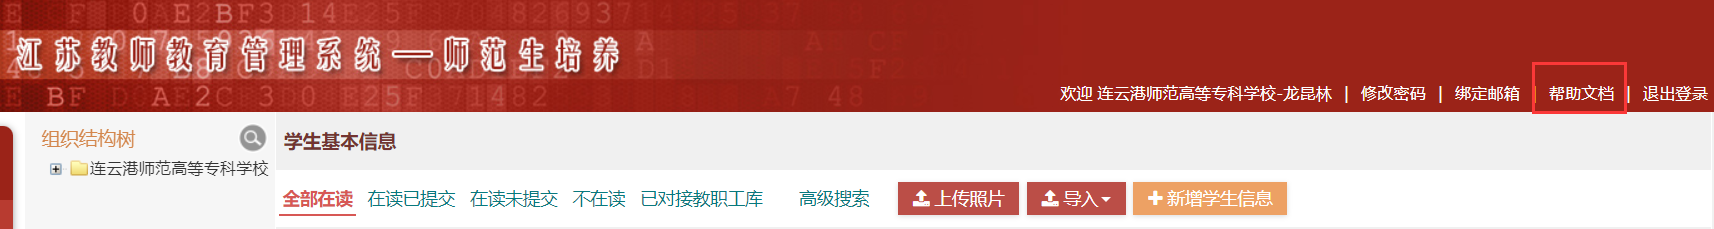 江苏教师教育管理系统—师范生培养
欢迎 连云港师范高等专科学校-龙昆林 | 修改密码 | 绑定邮箱 | 帮助文档 | 退出登录
组织结构树
连云港师范高等专科学校
学生基本信息
全部在读 在读已提交 在读未提交 不在读 已对接教职工库 高级搜索 上传照片 导入 新增学生信息